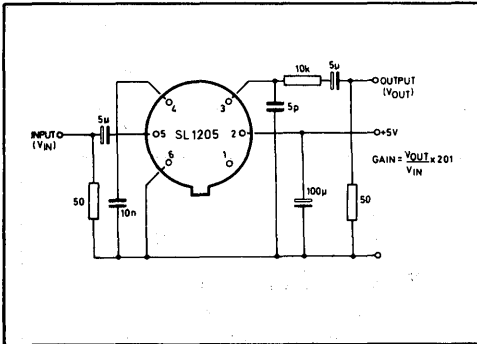 10k
5µ
OUTPUT
(VOUT)
4
3
5µ
5p
INPUT
(VIN)
5
SL1205
2
+5V
6
1
GAIN = VOUT/VIN x 201
50
10n
100µ
50